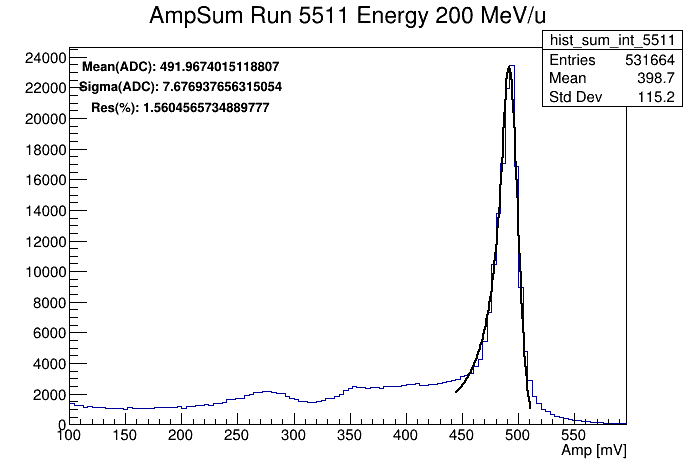 AmpSum Run 5511 Energy 200 MeV/u
hist_sum_int_5511
Entries 531664
Mean 398.7
Std Dev 115.2
Mean(ADC): 491.9674015118807
Sigma(ADC): 7.676937656315054
Res(%): 1.5604565734889777
24000
22000
20000
18000
16000
14000
12000
10000
8000
6000
4000
2000
0
100 150 200 250 300 350 400 450 500 550
Amp [mV]